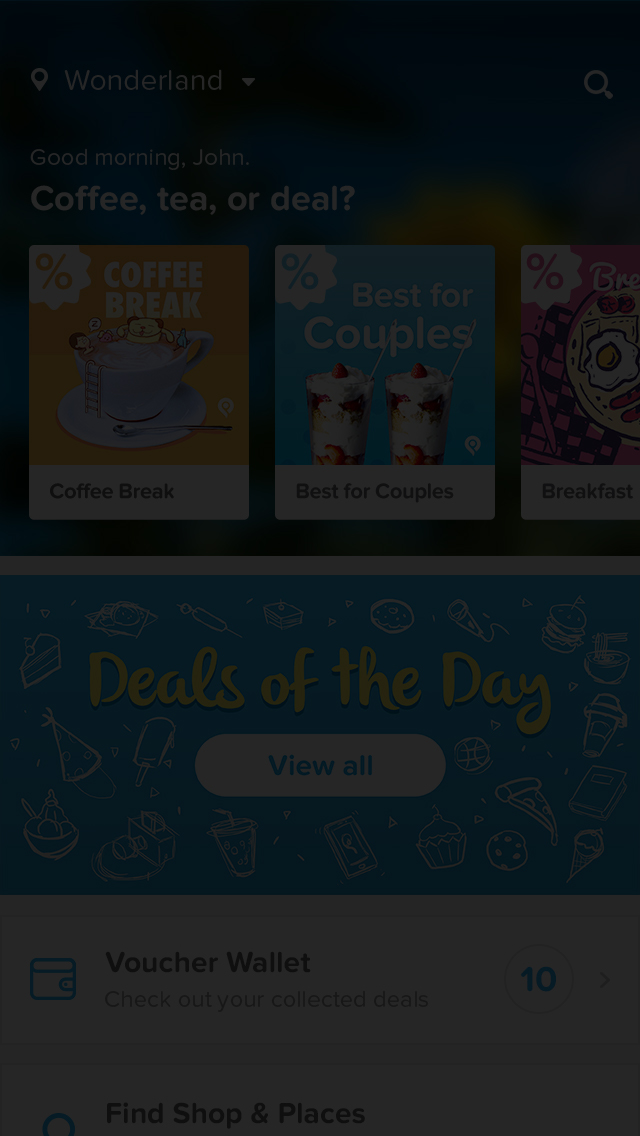 Wonderland
Good morning, John.
Coffee, tea, or deal?
%
COFFEE
BREAK
2
Coffee Break
%
Best for
Couples
Best for Couples
%
Bre
Breakfast
Deals of the Day
View all
Voucher Wallet
Check out your collected deals
10
Find Shop & Places